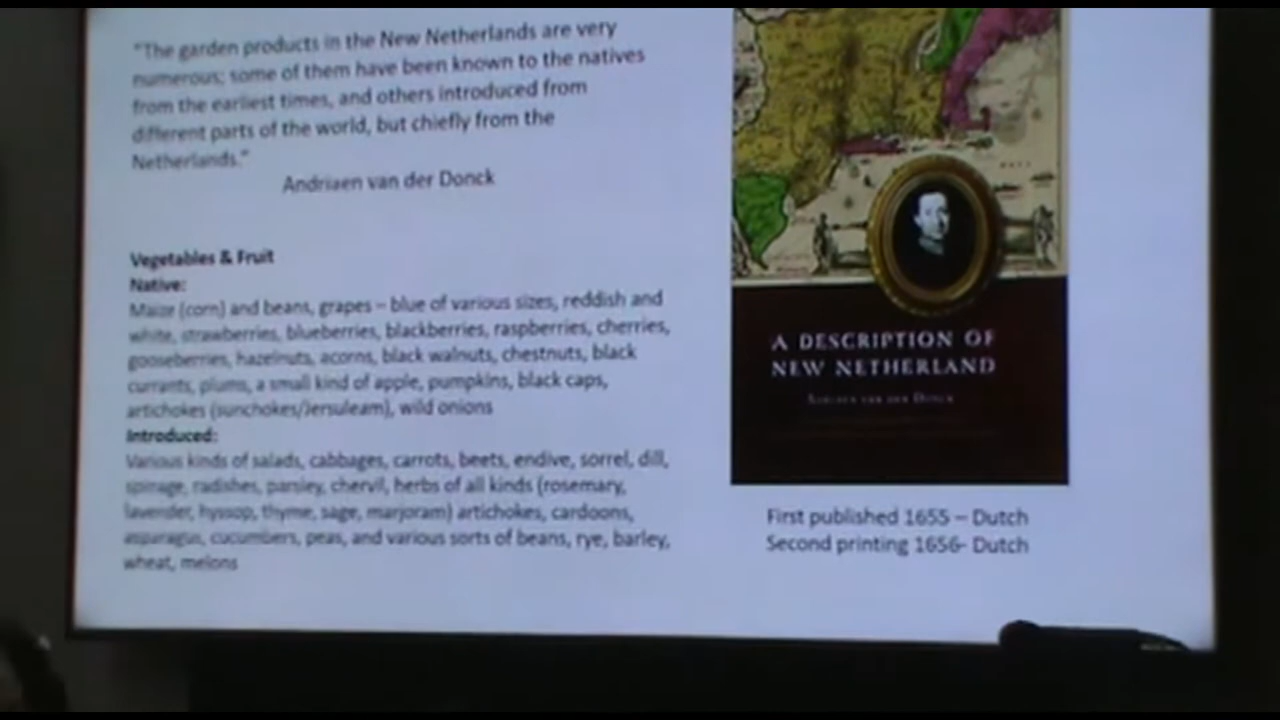 "The garden products in the New Netherlands are very
numerous; some of them have been known to the natives
from the earliest times, and others introduced from
different parts of the world, but chiefly from the
Netherlands."
Andriaen van der Donck
Vegetables & Fruit
Native:
Maize (corn) and beans, grapes – blue of various sizes, reddish and
white, strawberries, blueberries, blackberries, raspberries, cherries,
gooseberries, hazelnuts, acorns, black walnuts, chestnuts, black
currants, plums, a small kind of apple, pumpkins, black caps,
artichokes (sunchokes/Jersuleam), wild onions
Introduced:
Various kinds of salads, cabbages, carrots, beets, endive, sorrel, dill,
spinage, radishes, parsley, chervil, herbs of all kinds (rosemary,
lavender, hyssop, thyme, sage, marjoram) artichokes, cardoons,
asparagus, cucumbers, peas, and various sorts of beans, rye, barley,
wheat, melons
A DESCRIPTION OF
NEW NETHERLAND
ADRIAEN VAN DER DONCK
First published 1655 – Dutch
Second printing 1656- Dutch